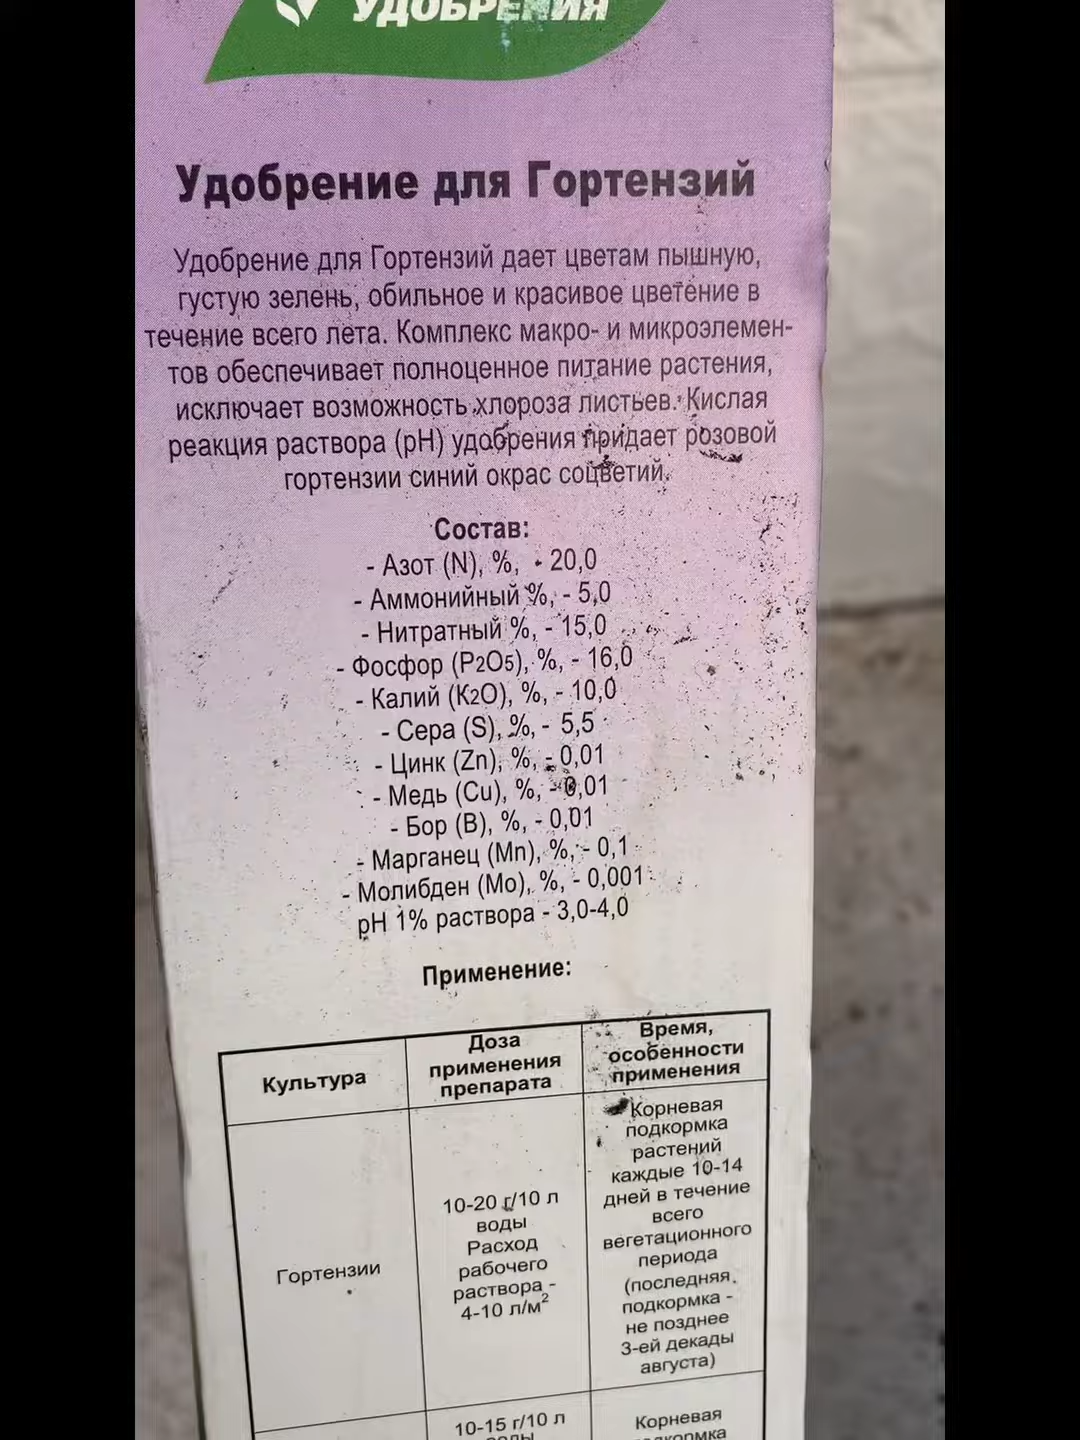 УДОБРЕНИЯ
Удобрение для Гортензий
Удобрение для Гортензий дает цветам пышную,
густую зелень, обильное и красивое цветение в
течение всего лета. Комплекс макро- и микроэлемен-
тов обеспечивает полноценное питание растения,
исключает возможность хлороза листьев. Кислая
реакция раствора (pH) удобрения придает розовой
гортензии синий окрас соцветий.
Состав:
- Азот (N), %, - 20,0
- Аммонийный %, - 5,0
- Нитратный %, - 15,0
- Фосфор (P2O5), %, - 16,0
- Калий (K2O), %, - 10,0
- Сера (S), %, - 5,5
- Цинк (Zn), %, - 0,01
- Медь (Cu), %, - 0,01
- Бор (B), %, - 0,01
- Марганец (Mn), %, - 0,1
- Молибден (Mo), %, - 0,001
pH 1% раствора - 3,0-4,0
Применение:
Культура
Доза
применения
препарата
Время,
особенности
применения
Гортензии
10-20 г/10 л
воды
Расход
рабочего
раствора -
4-10 л/м²
Корневая
подкормка
растений
каждые 10-14
дней в течение
всего
вегетационного
периода
(последняя
подкормка -
не позднее
3-ей декады
августа)
10-15 г/10 л
воды
Корневая
подкормка